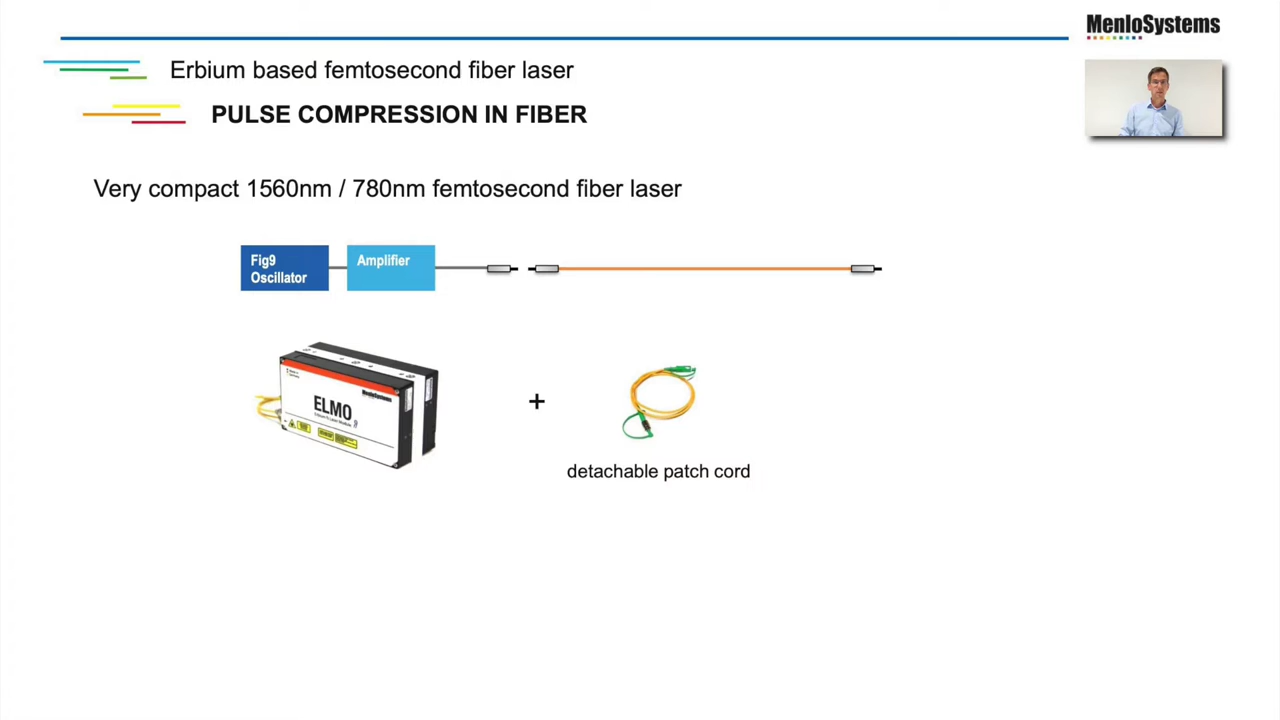 MenloSystems
Erbium based femtosecond fiber laser
PULSE COMPRESSION IN FIBER
Very compact 1560nm / 780nm femtosecond fiber laser
Fig9
Oscillator
Amplifier
MenloSystems
ELMO
+
detachable patch cord